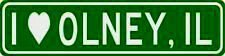 I ♥ OLNEY, IL